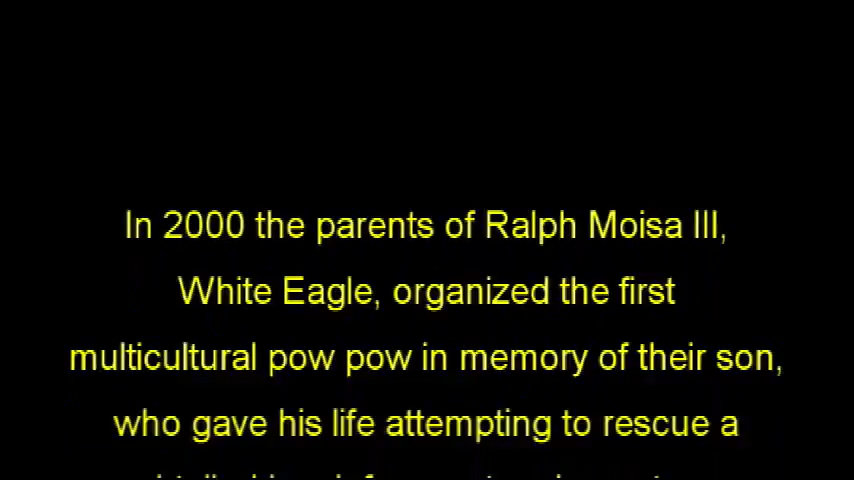 In 2000 the parents of Ralph Moisa III,
White Eagle, organized the first
multicultural pow pow in memory of their son,
who gave his life attempting to rescue a